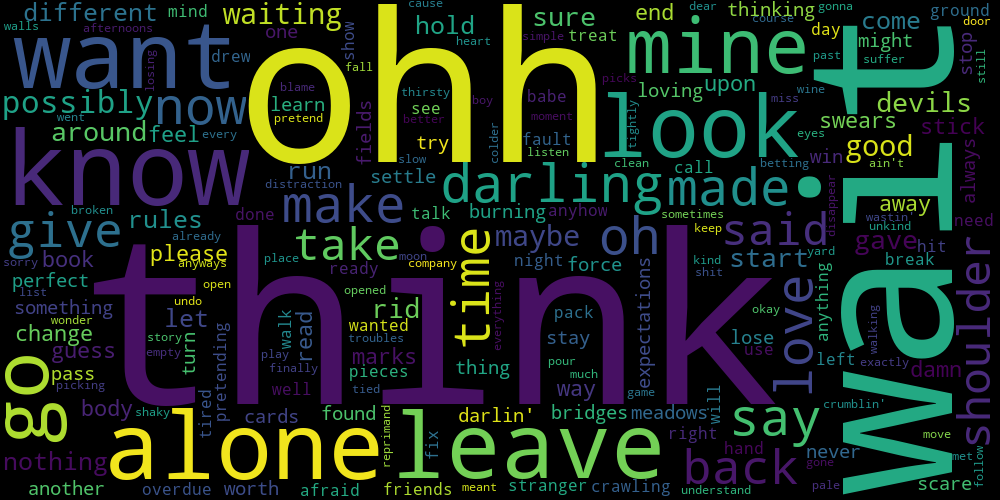 cause
dear
course
gonna
different
mind
waiting
hold
sure
end
thinking
come
ground
walls
afternoons
one
show
heart
simple
treat
mine
day
might
door
want
drew
ohh
fall
wait
past
suffer
stop
still
losing
blame
thirsty
picks
loving
upon
miss
wine
devils
possibly
now
learn
boy
babe
look
swears
went
pretend
see
better
moment
tightly
around
feel
every
fields
try
colder
fault
eyes
stick
know
slow
listen
clean
betting
win
good
ain't
run
settle
call
always
distraction
darling
made
make
burning
anyhow
sometimes
disappear
away
broken
done
talk
wastin
give
rules
take
maybe
oh
keep
said
unkind
need
already
time
gave
hit
please
place
moon
night
start
sorry
book
anyways
ready
company
force
kind
yard
break
perfect
think
shit
list
open
opened
expectations
anything
shoulder
something
undo
rid
everything
pack
love
okay
wonder
let
walk
read
wanted
change
story
troubles
stay
lose
walking
guess
turn
empty
play
marks
thing
pour
use
left
exactly
damn
pass
picking
pretending
finally
pieces
much
go
well
tied
way
game
will
crumblin'
body
shaky
tired
cards
found
darlin'
bridges
meadows
say
move
alone
reprimand
fix
leave
right
hand
never
met
nothing
back
gone
follow
another
overdue
worth
afraid
friends
meant
stranger
crawling
understand
pale
scare